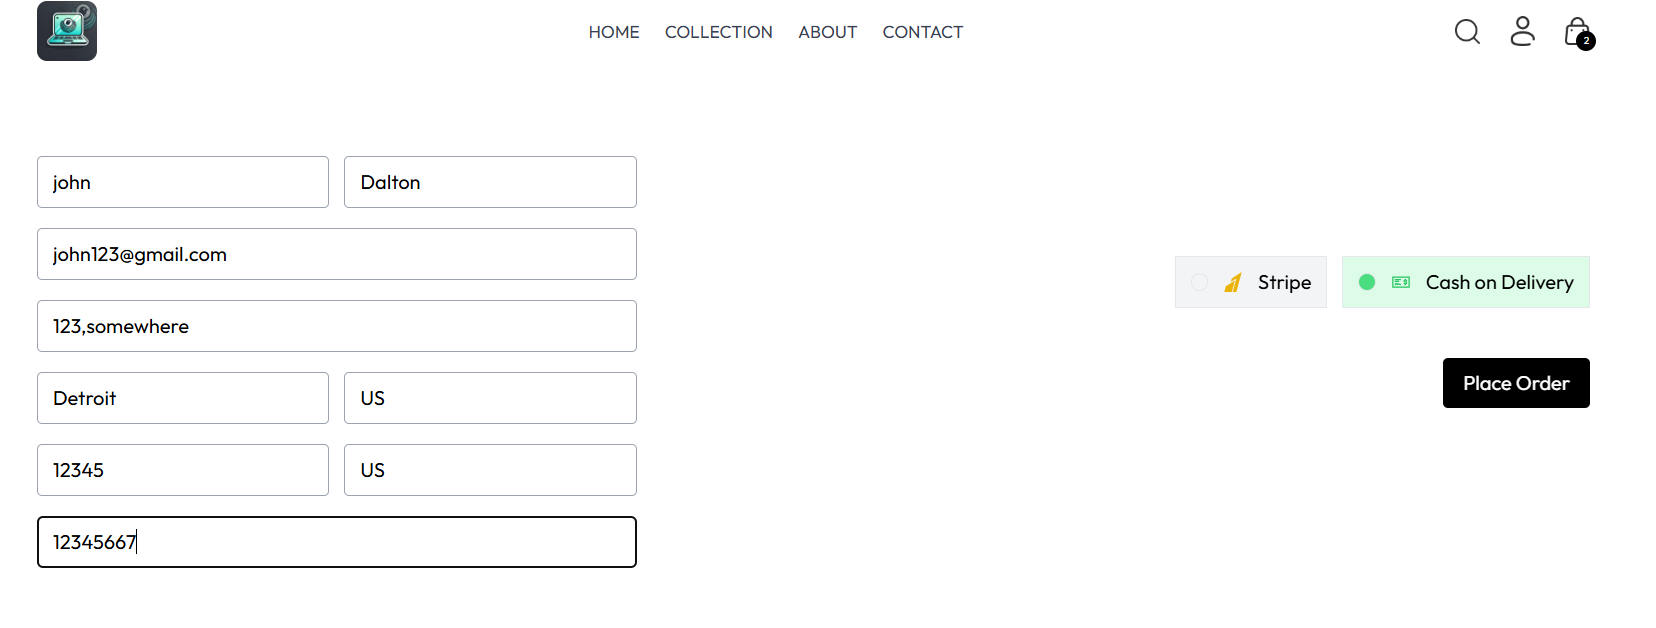 HOME COLLECTION ABOUT CONTACT
2
john Dalton
john123@gmail.com
123,somewhere
Detroit US
12345 US
12345667
Stripe Cash on Delivery
Place Order